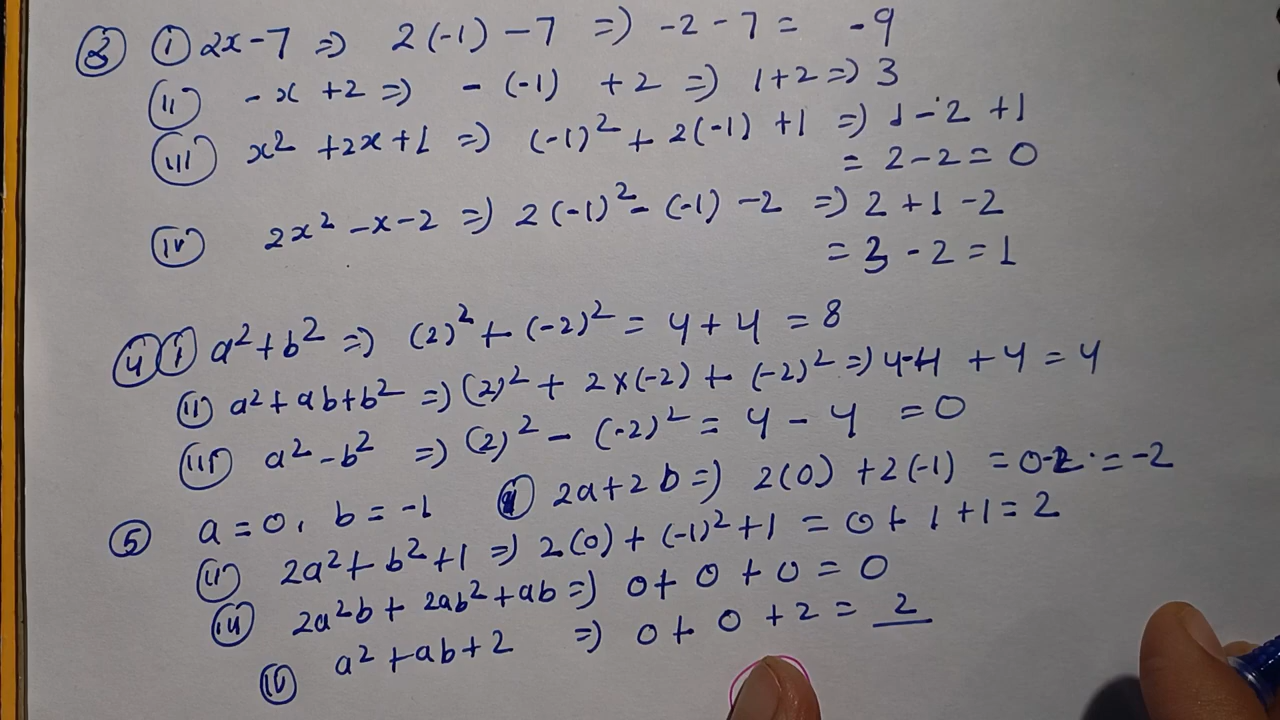 ③ ⓘ 2x-7 => 2(-1) -7 => -2-7 = -9
(ii) -x +2 => -(-1) +2 => 1+2 => 3
(iii) x² +2x+1 => (-1)² + 2(-1) +1 => 1-2 +1
= 2-2 = 0
(iv) 2x² -x-2 => 2(-1)² - (-1) -2 => 2+1-2
= 3-2 = 1
④ ⓘ a²+b² => (2)² + (-2)² = 4+4 = 8
(ii) a²+ab+b² => (2)² + 2×(-2) + (-2)² => 4-4 +4 = 4
(iii) a²-b² => (2)² - (-2)² = 4-4 = 0
⑤ a=0, b=-1 ⓘ 2a+2b => 2(0) +2(-1) = 0-2 = -2
(ii) 2a²+b²+1 => 2(0)+(-1)²+1 = 0+1+1 = 2
(iii) 2a²b + 2ab²+ab => 0+0+0 = 0
(iv) a²+ab+2 => 0+0+2 = 2